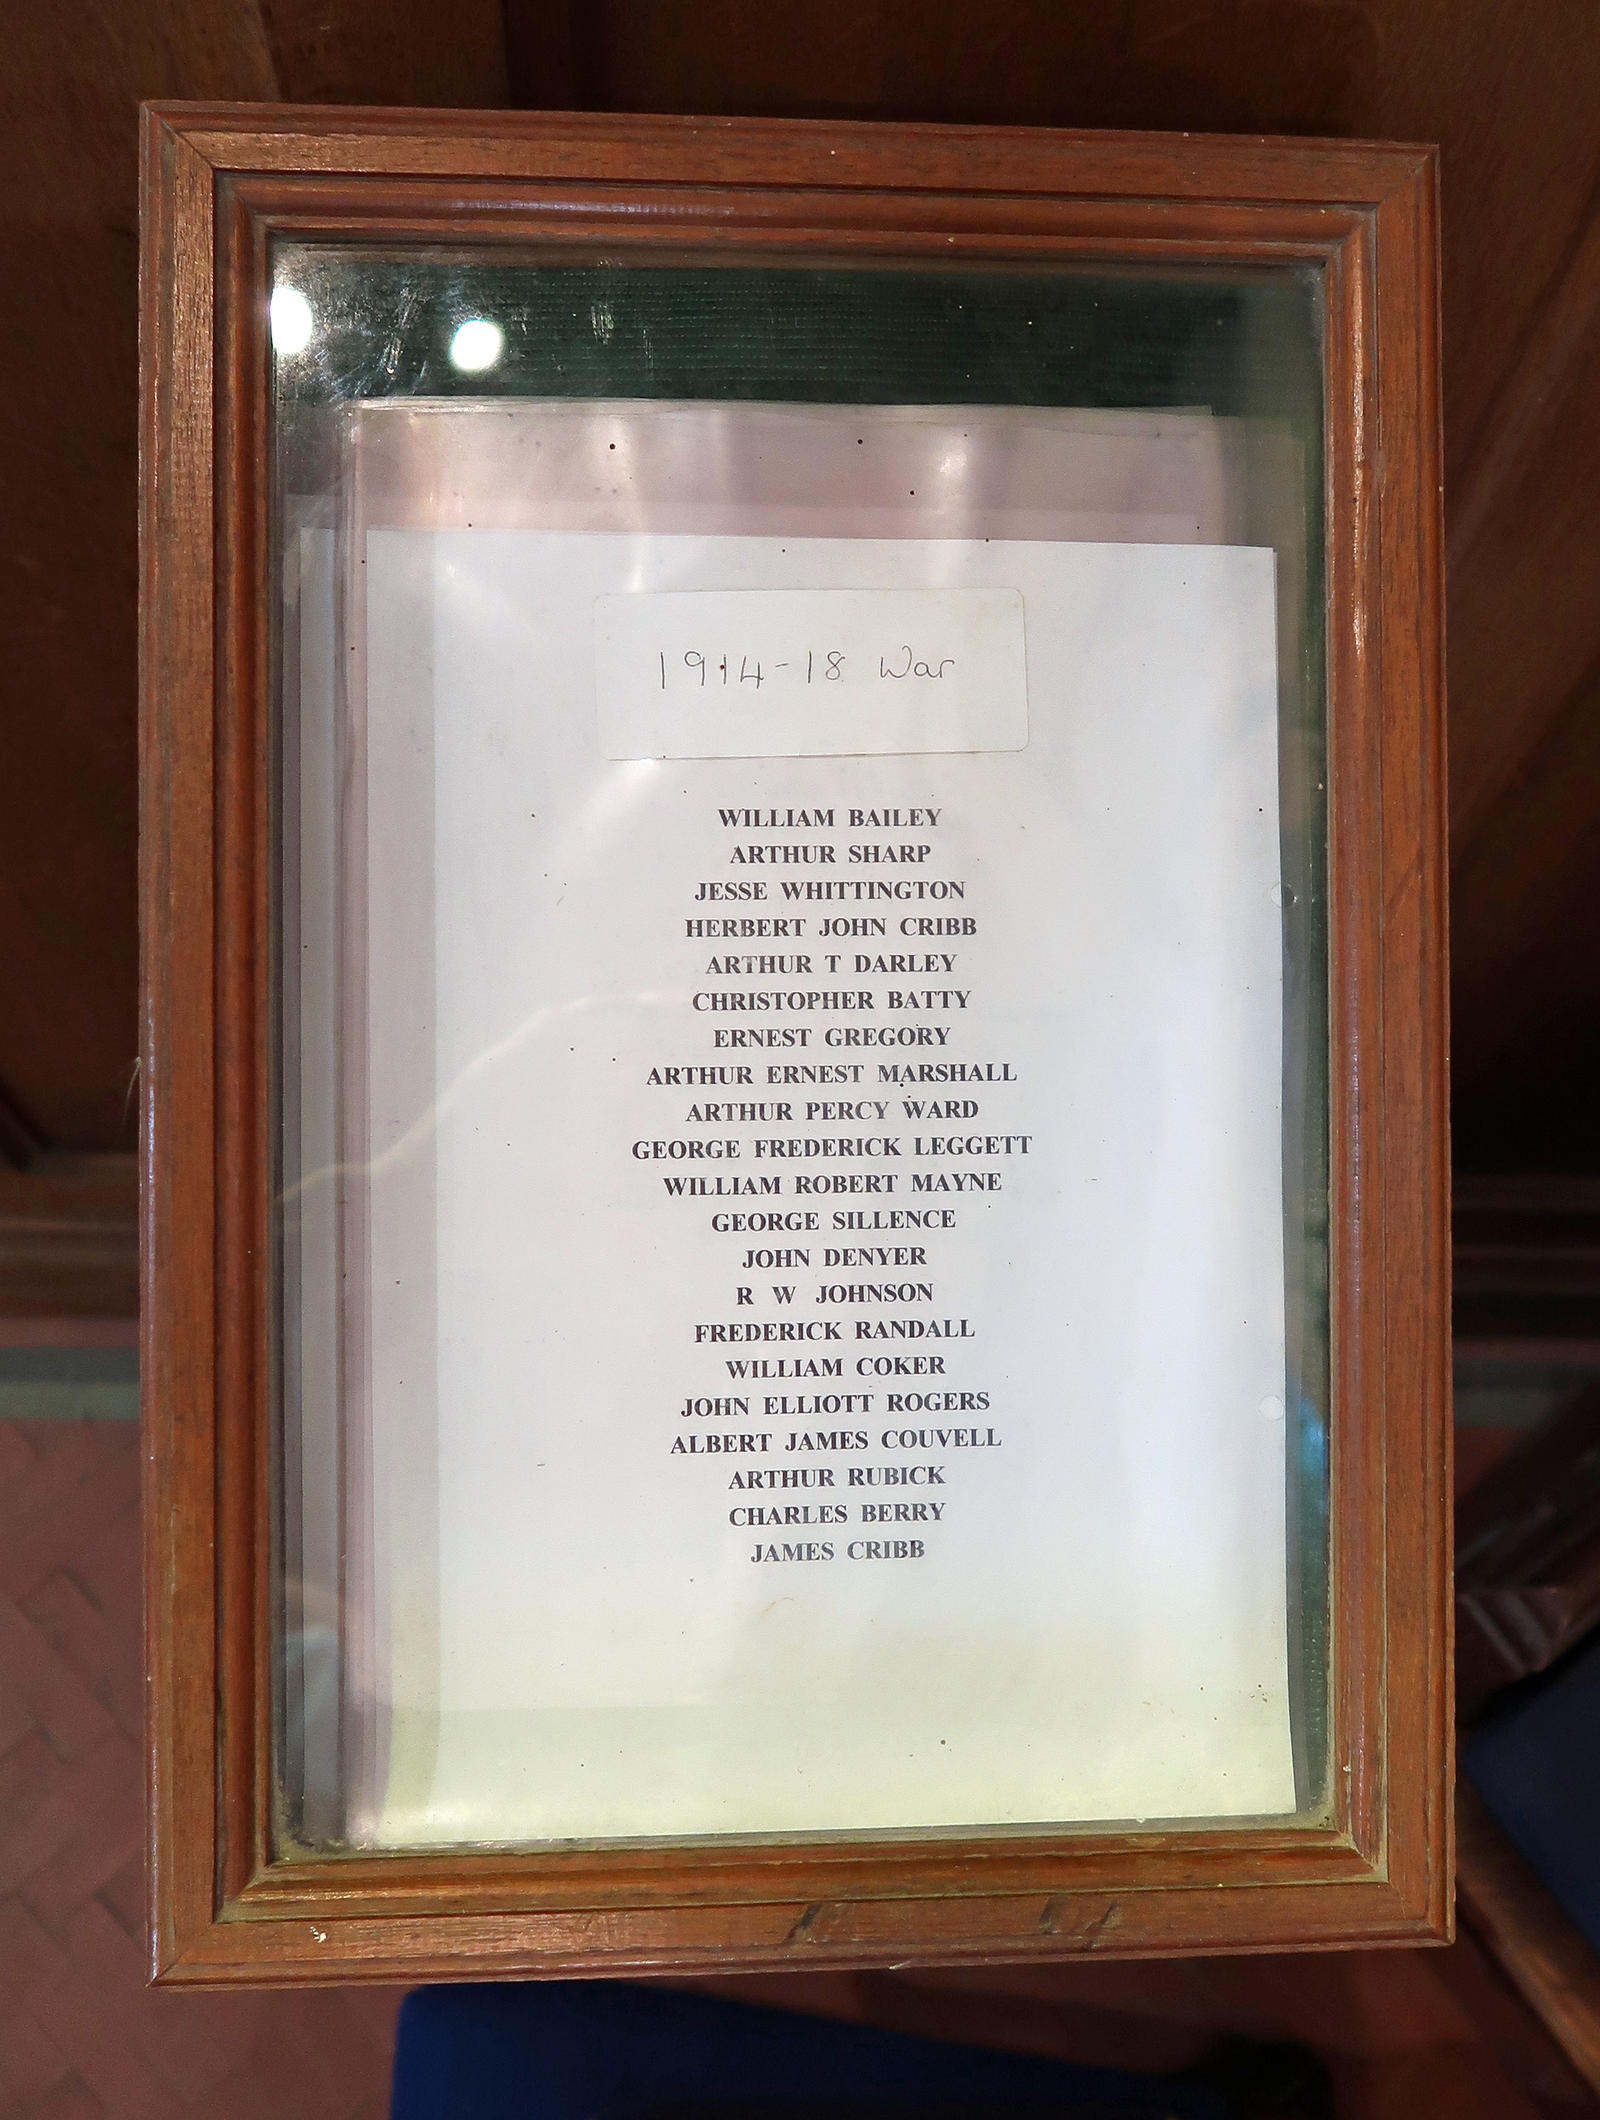 1914-18 War
WILLIAM BAILEY
ARTHUR SHARP
JESSE WHITTINGTON
HERBERT JOHN CRIBB
ARTHUR T DARLEY
CHRISTOPHER BATTY
ERNEST GREGORY
ARTHUR ERNEST MARSHALL
ARTHUR PERCY WARD
GEORGE FREDERICK LEGGETT
WILLIAM ROBERT MAYNE
GEORGE SILLENCE
JOHN DENYER
R W JOHNSON
FREDERICK RANDALL
WILLIAM COKER
JOHN ELLIOTT ROGERS
ALBERT JAMES COUVELL
ARTHUR RUBICK
CHARLES BERRY
JAMES CRIBB